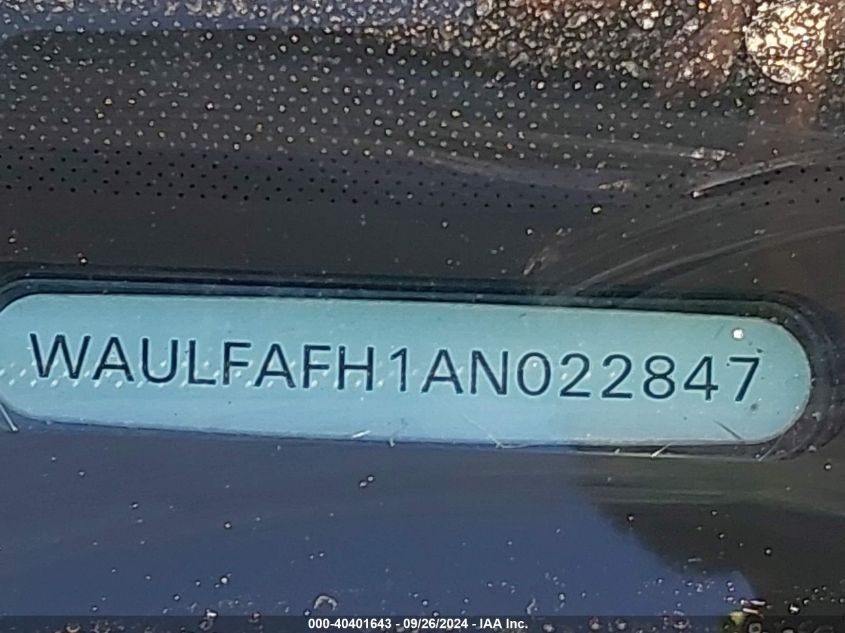 WAULFAFH1AN022847
000-40401643 - 09/26/2024 - IAA Inc.